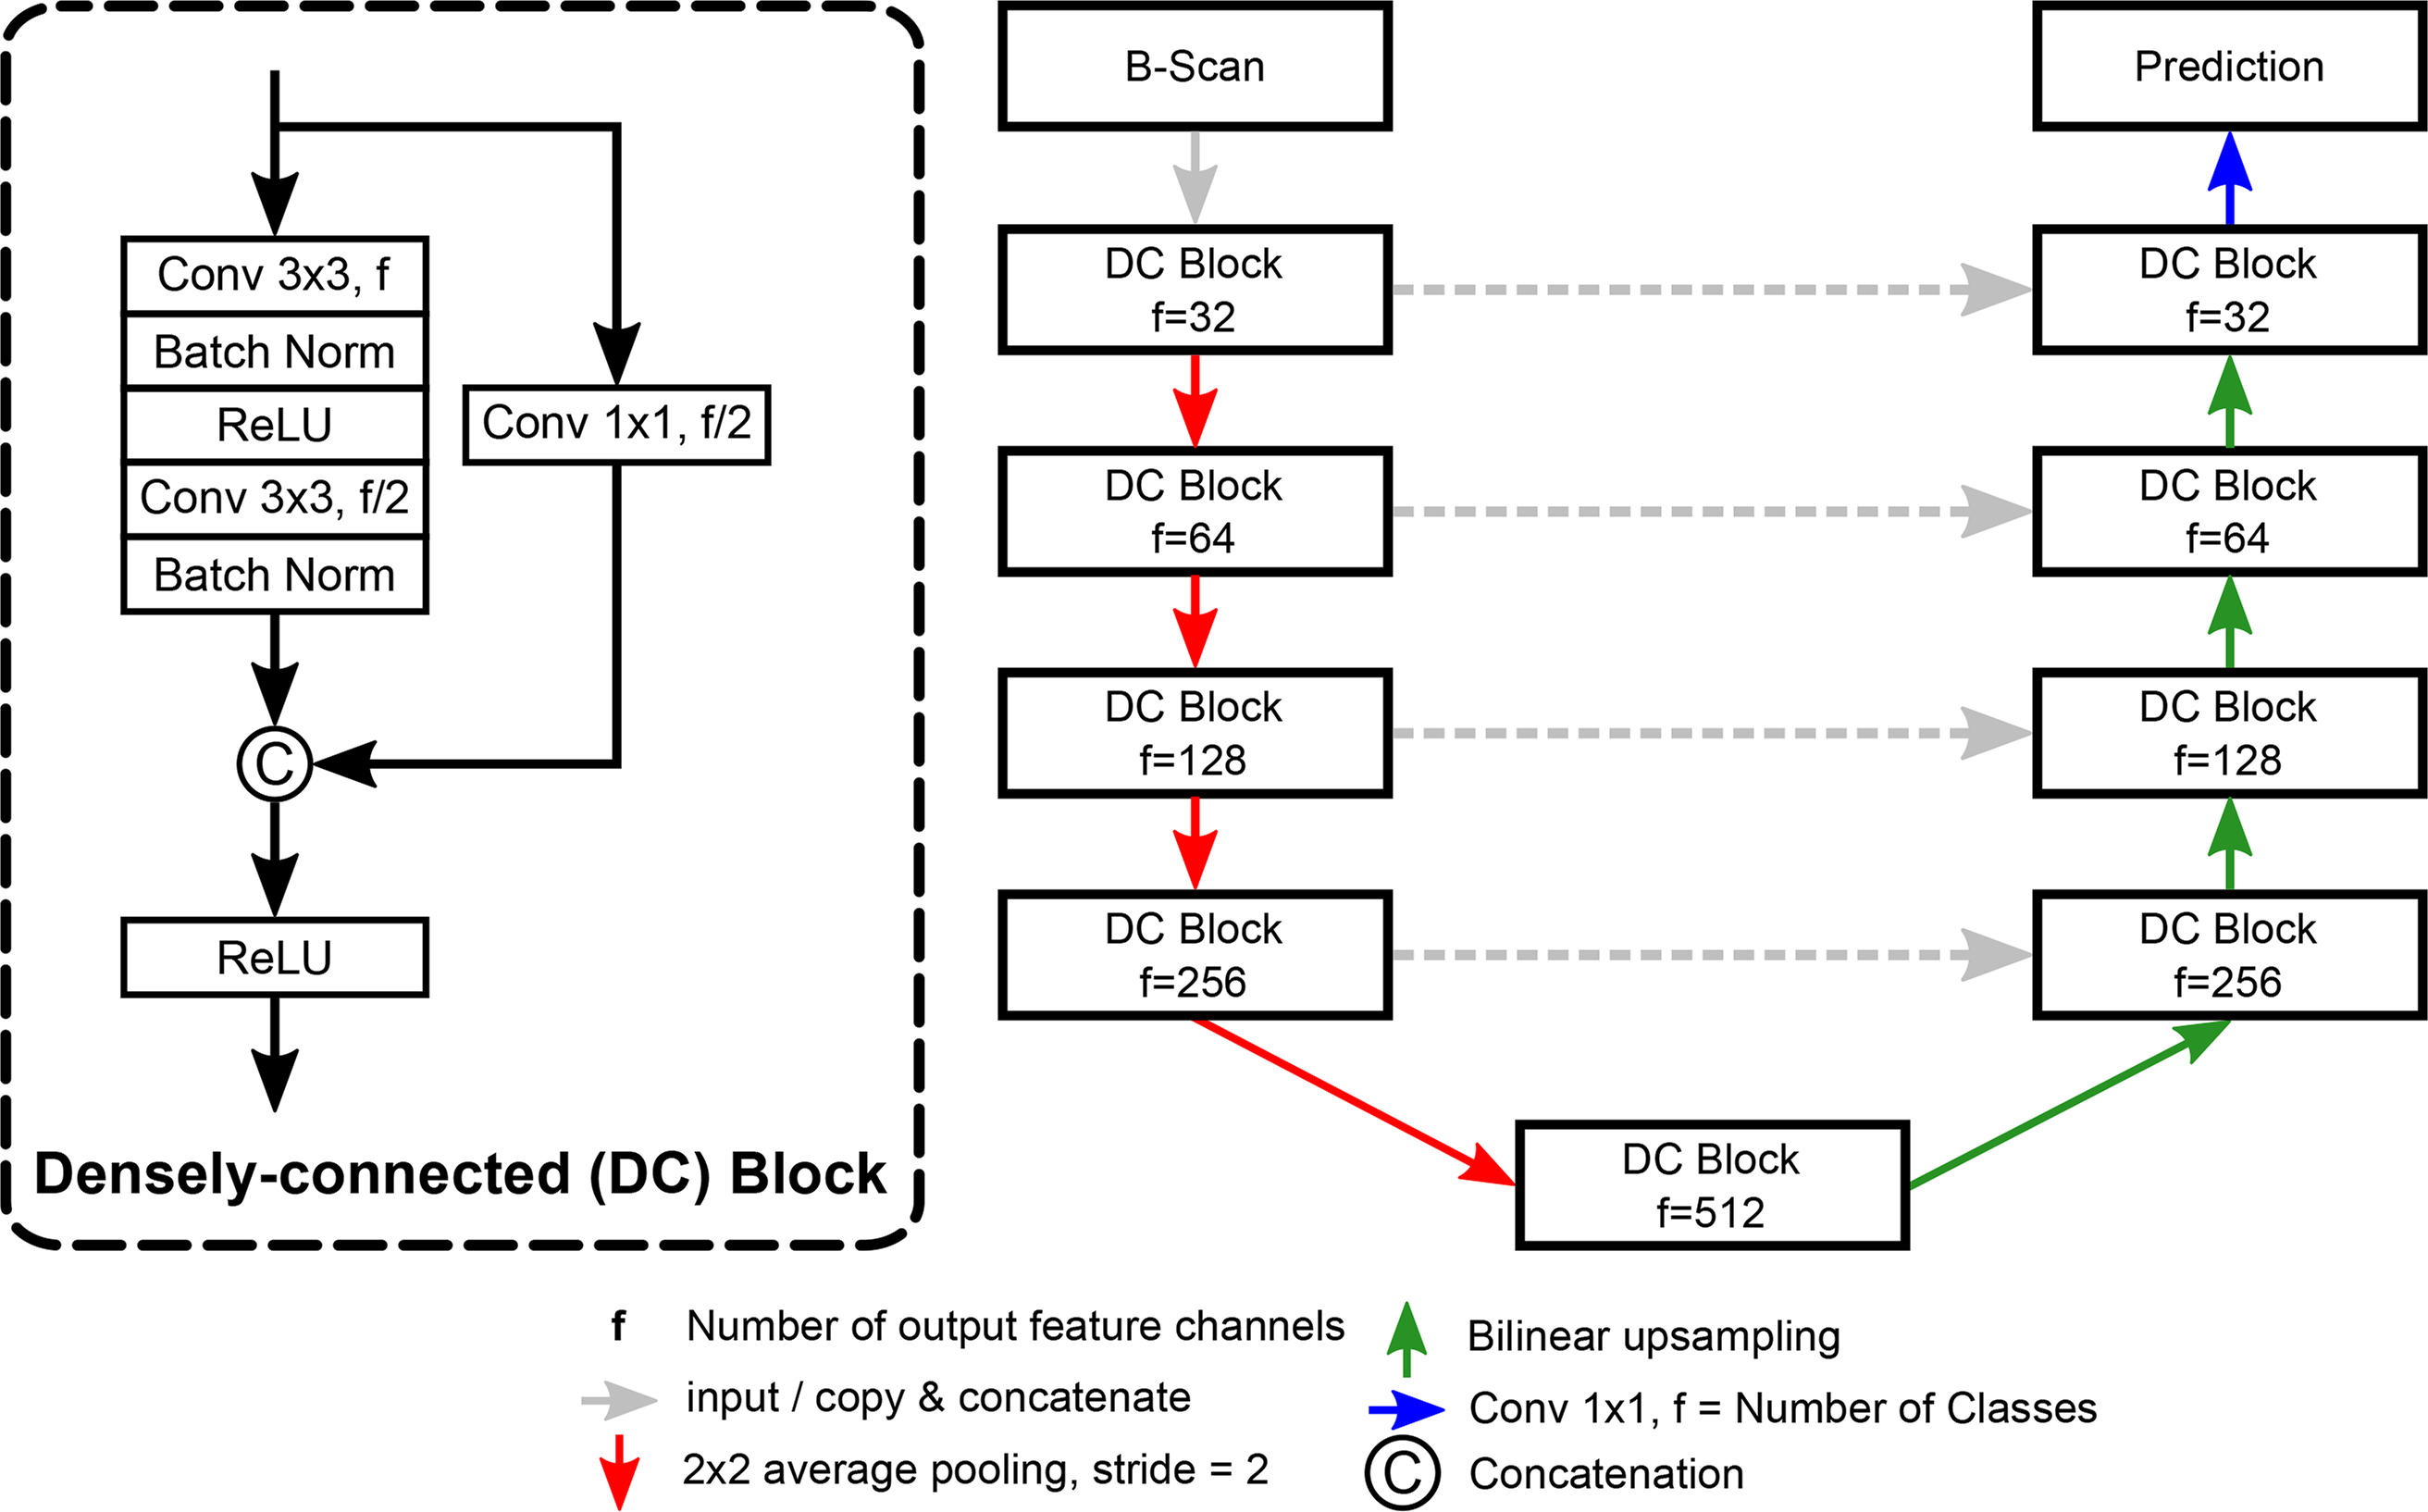 Conv 3x3, f
Batch Norm
ReLU
Conv 3x3, f/2
Batch Norm
Conv 1x1, f/2
C
ReLU
Densely-connected (DC) Block
B-Scan
DC Block
f=32
DC Block
f=64
DC Block
f=128
DC Block
f=256
DC Block
f=512
DC Block
f=256
DC Block
f=128
DC Block
f=64
DC Block
f=32
Prediction
f Number of output feature channels
input / copy & concatenate
2x2 average pooling, stride = 2
Bilinear upsampling
Conv 1x1, f = Number of Classes
C Concatenation